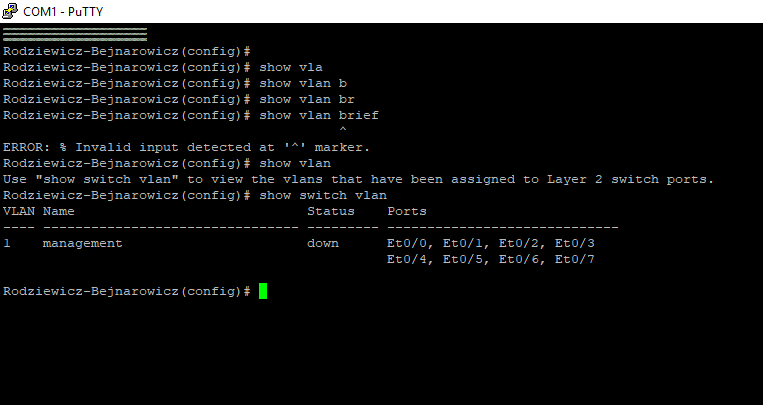 COM1 - PuTTY
==================
Rodziewicz-Bejnarowicz(config)#
Rodziewicz-Bejnarowicz(config)# show vla
Rodziewicz-Bejnarowicz(config)# show vlan b
Rodziewicz-Bejnarowicz(config)# show vlan br
Rodziewicz-Bejnarowicz(config)# show vlan brief
                                          ^
ERROR: % Invalid input detected at '^' marker.
Rodziewicz-Bejnarowicz(config)# show vlan
Use "show switch vlan" to view the vlans that have been assigned to Layer 2 switch ports.
Rodziewicz-Bejnarowicz(config)# show switch vlan
VLAN Name                             Status    Ports
---- -------------------------------- --------- -----------------------------
1    management                       down      Et0/0, Et0/1, Et0/2, Et0/3
                                                Et0/4, Et0/5, Et0/6, Et0/7
Rodziewicz-Bejnarowicz(config)#